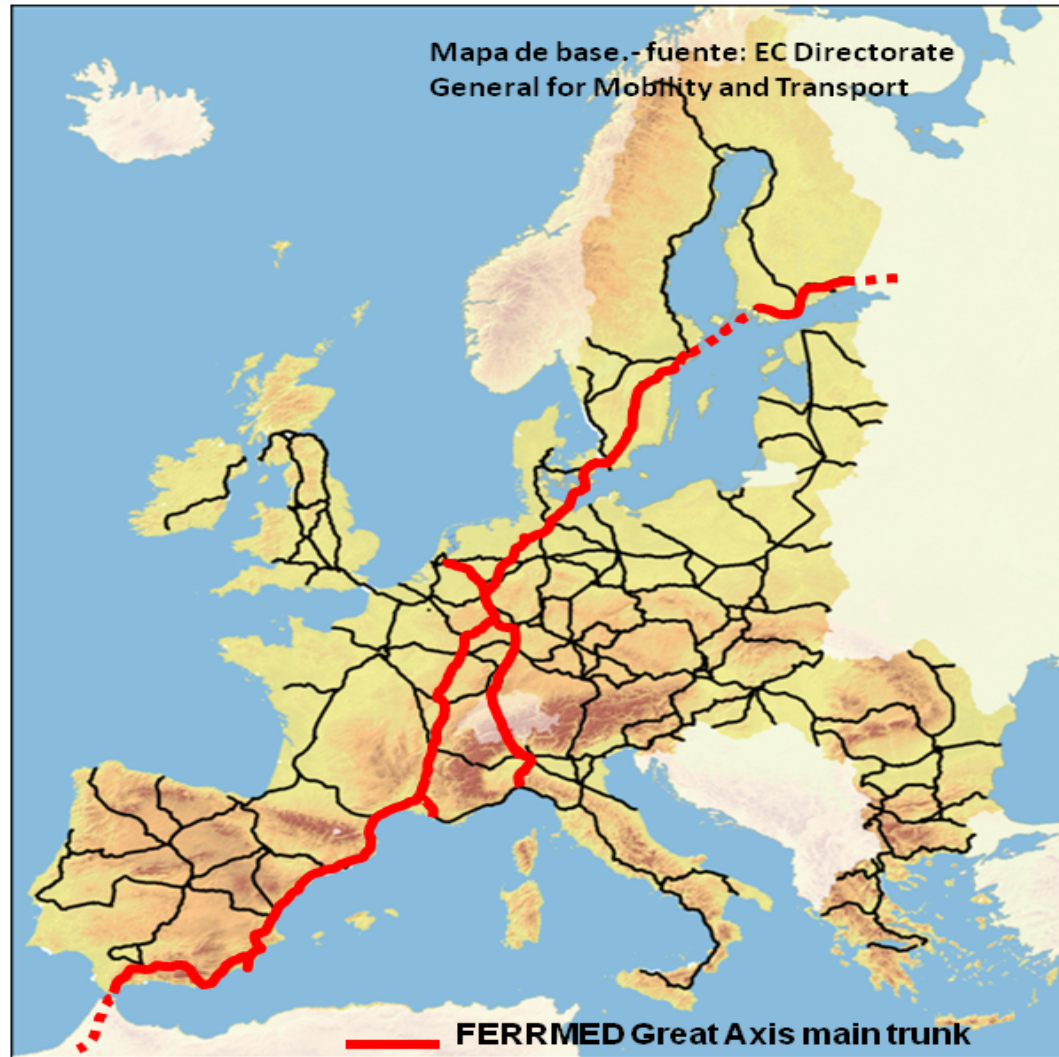 Mapa de base.- fuente: EC Directorate
General for Mobility and Transport
FERRMED Great Axis main trunk